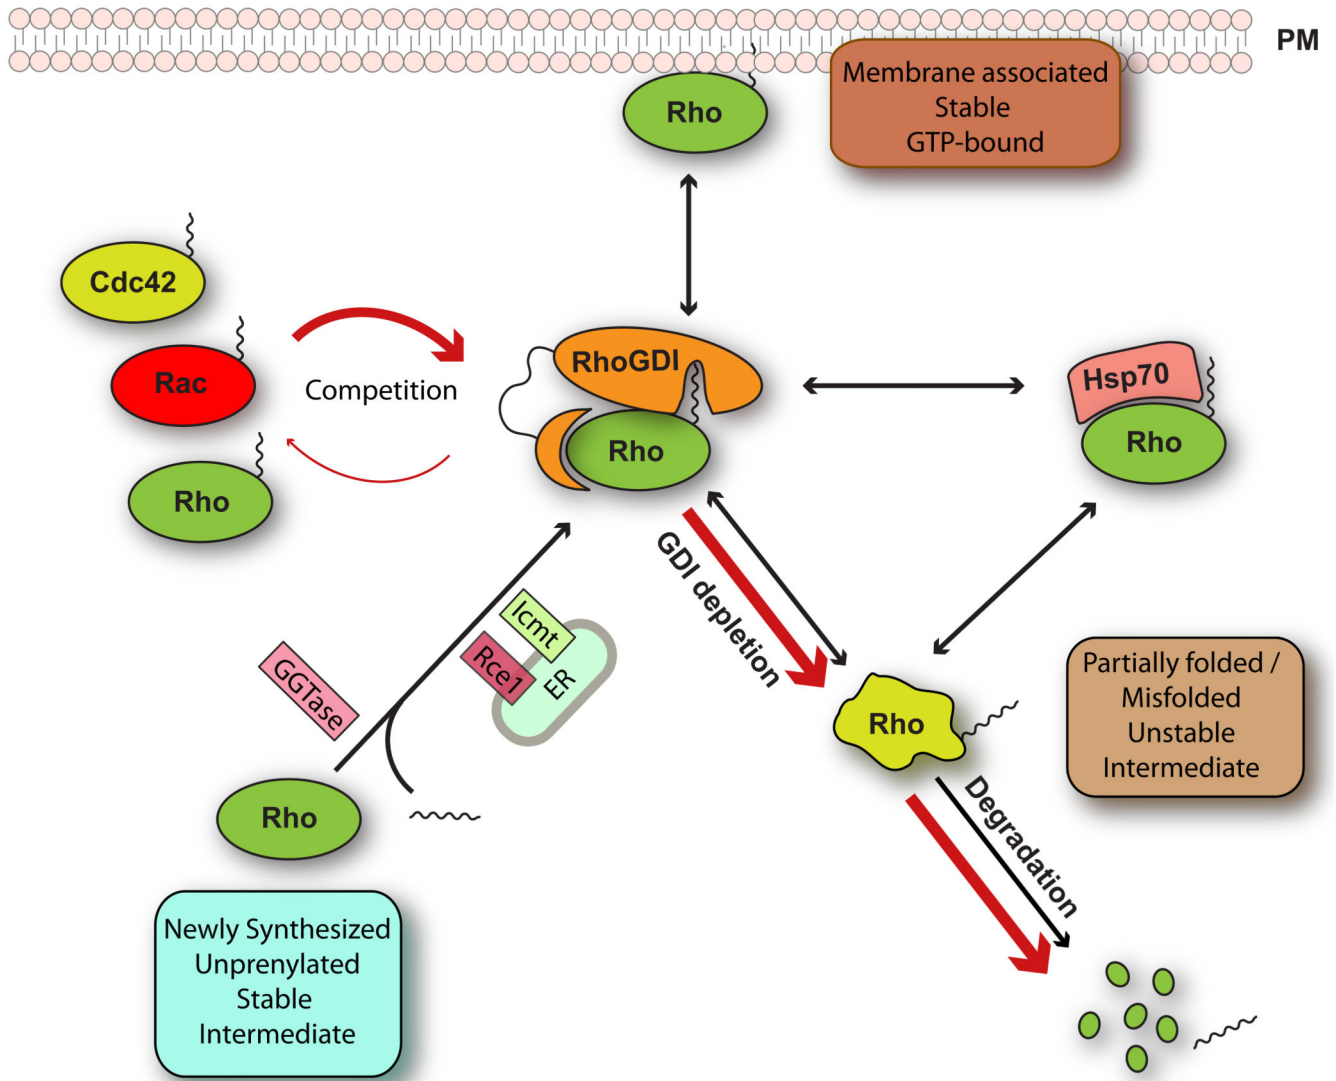 PM
Membrane associated
Stable
GTP-bound
Rho
Cdc42
Rac
Rho
Competition
RhoGDI
Rho
Hsp70
Rho
GDI depletion
Icmt
Rce1
ER
GGTase
Rho
Newly Synthesized
Unprenylated
Stable
Intermediate
Rho
Partially folded /
Misfolded
Unstable
Intermediate
Degradation